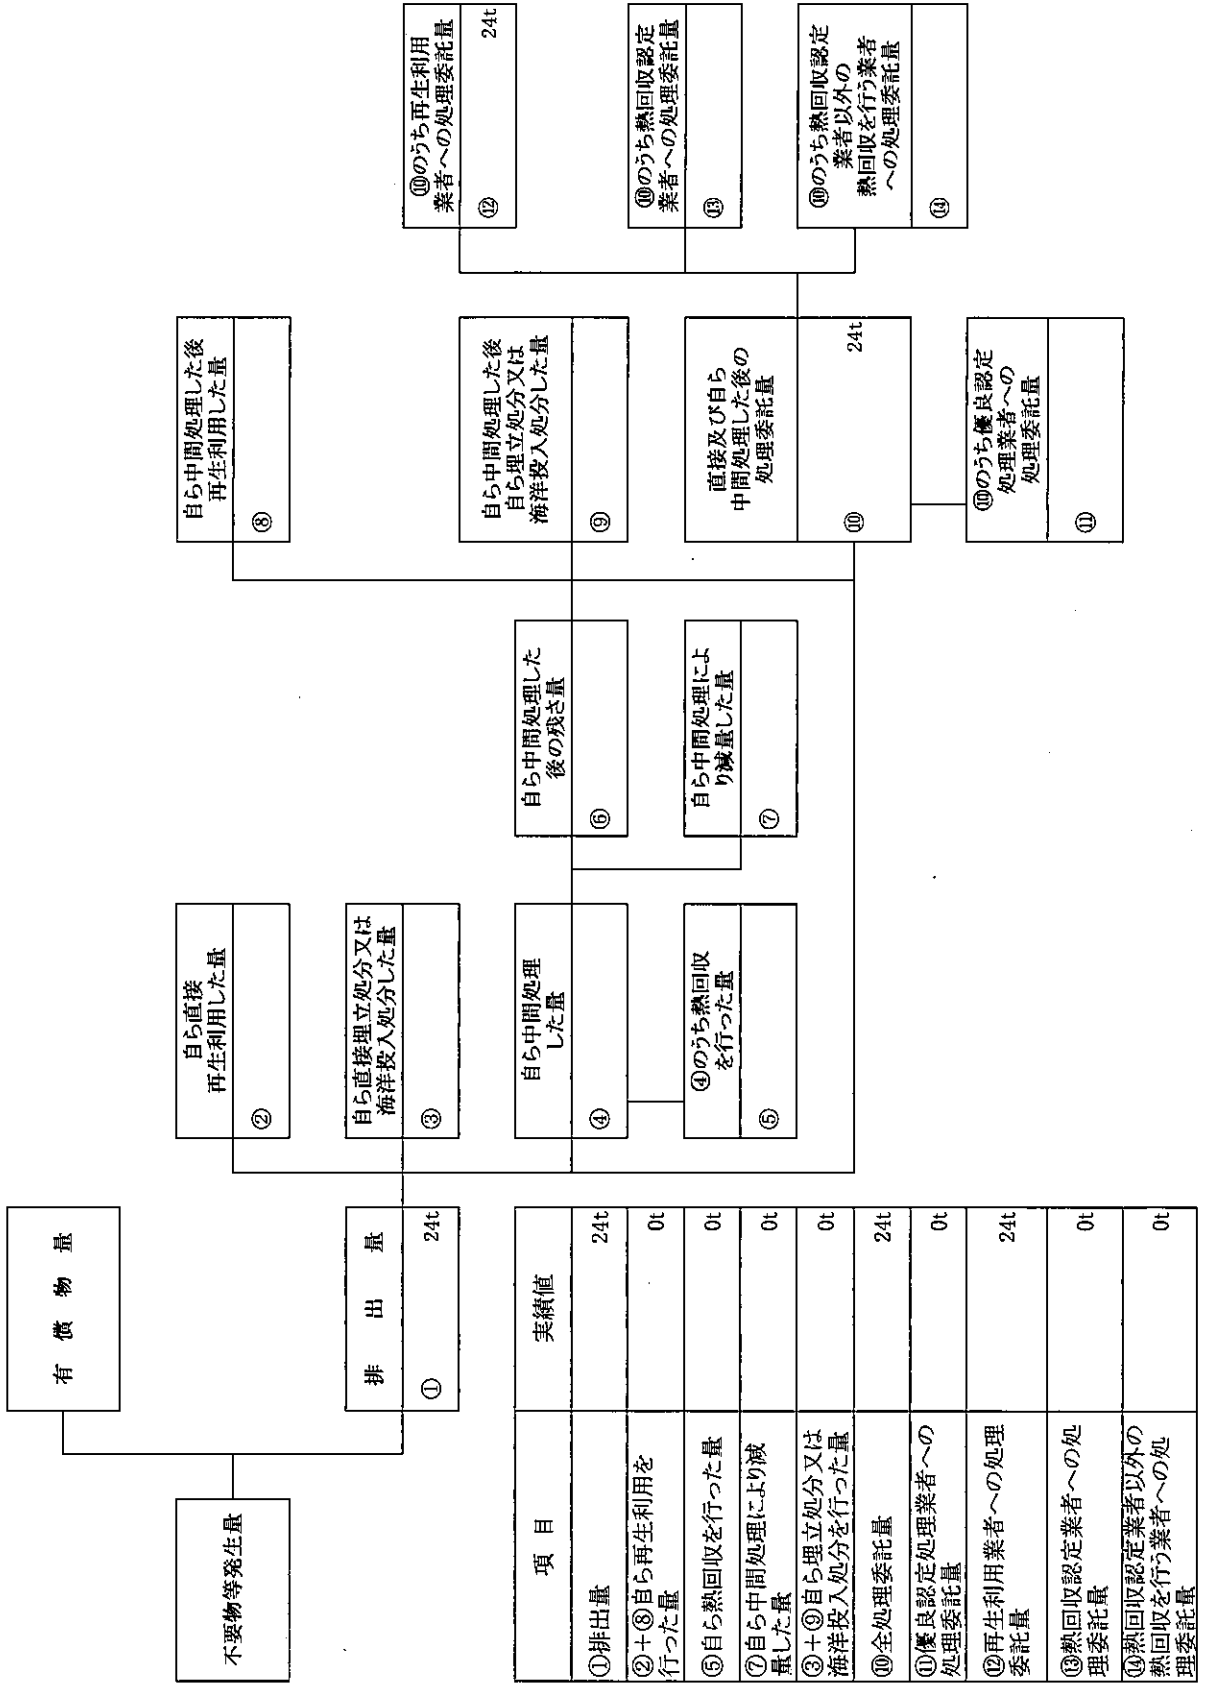 不要物等発生量
有 償 物 量
排 出 量
① 24t
自ら直接
再生利用した量
②
自ら直接埋立処分又は
海洋投入処分した量
③
自ら中間処理
した量
④
④のうち熱回収
を行った量
⑤
自ら中間処理した
後の残さ量
⑥
自ら中間処理によ
り減量した量
⑦
自ら中間処理した後
再生利用した量
⑧
自ら中間処理した後
自ら埋立処分又は
海洋投入処分した量
⑨
直接及び自ら
中間処理した後の
処理委託量
⑩ 24t
⑩のうち優良認定
処理業者への
処理委託量
⑪
⑩のうち再生利用
業者への処理委託量
⑫ 24t
⑩のうち熱回収認定
業者への処理委託量
⑬
⑩のうち熱回収認定
業者以外の
熱回収を行う業者
への処理委託量
⑭
項 目 実績値
①排出量 24t
②+⑧自ら再生利用を
行った量 0t
⑤自ら熱回収を行った量 0t
⑦自ら中間処理により減
量した量 0t
③+⑨自ら埋立処分又は
海洋投入処分を行った量 0t
⑩全処理委託量 24t
⑪優良認定処理業者への
処理委託量 0t
⑫再生利用業者への処理
委託量 24t
⑬熱回収認定業者への処
理委託量 0t
⑭熱回収認定業者以外の
熱回収を行う業者への処
理委託量 0t